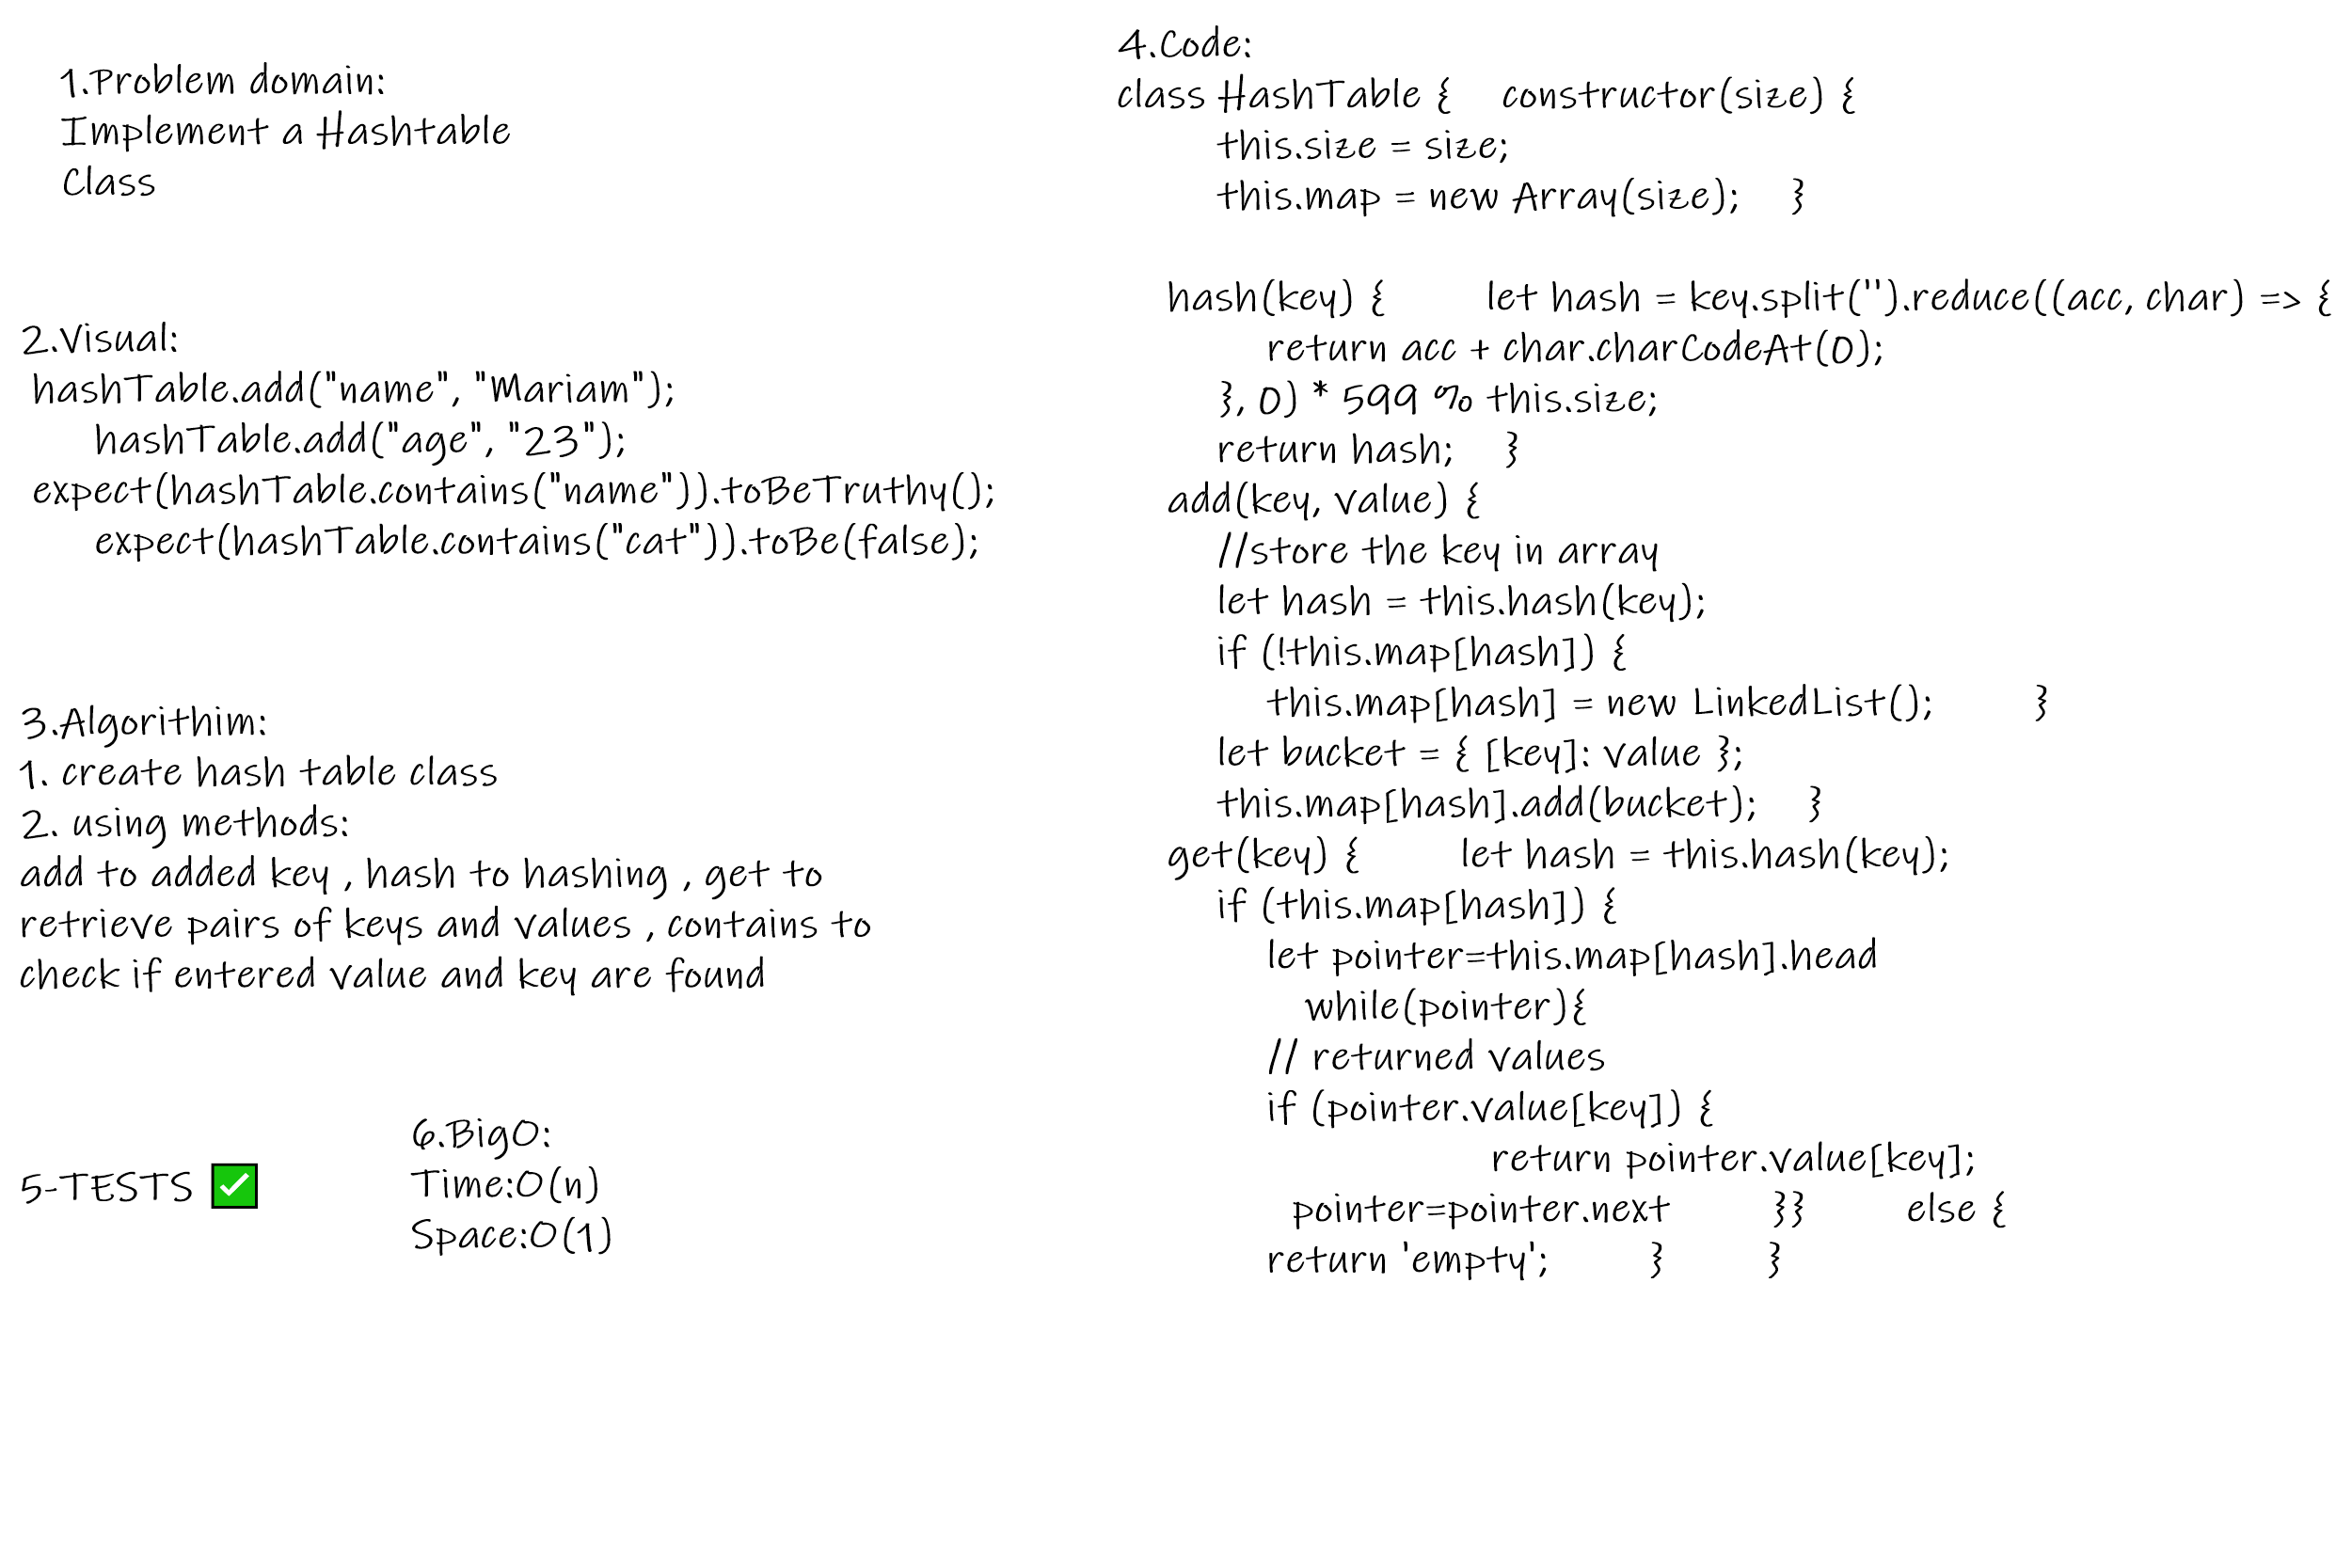 1.Problem domain:
Implement a Hashtable
Class
2.Visual:
hashTable.add("name", "Mariam");
hashTable.add("age", "23");
expect(hashTable.contains("name")).toBeTruthy();
expect(hashTable.contains("cat")).toBe(false);
3.Algorithim:
1. create hash table class
2. using methods:
add to added key , hash to hashing , get to
retrieve pairs of keys and values , contains to
check if entered value and key are found
5-TESTS ✅
6.BigO:
Time:O(n)
Space:O(1)
4.Code:
class HashTable {    constructor(size) {
this.size = size;
this.map = new Array(size);    }
hash(key) {        let hash = key.split('').reduce((acc, char) => {
return acc + char.charCodeAt(0);
}, 0) * 599 % this.size;
return hash;    }
add(key, value) {
//store the key in array
let hash = this.hash(key);
if (!this.map[hash]) {
this.map[hash] = new LinkedList();        }
let bucket = { [key]: value };
this.map[hash].add(bucket);    }
get(key) {        let hash = this.hash(key);
if (this.map[hash]) {
let pointer=this.map[hash].head
while(pointer){
// returned values
if (pointer.value[key]) {
return pointer.value[key];
pointer=pointer.next        }}        else {
return 'empty';        }        }